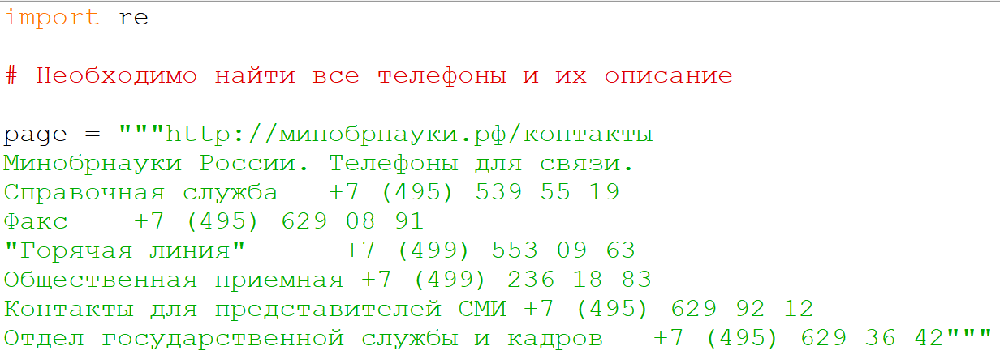 import re
# Необходимо найти все телефоны и их описание
page = """http://минобрнауки.рф/контакты
Минобрнауки России. Телефоны для связи.
Справочная служба   +7 (495) 539 55 19
Факс    +7 (495) 629 08 91
"Горячая линия"      +7 (499) 553 09 63
Общественная приемная +7 (499) 236 18 83
Контакты для представителей СМИ +7 (495) 629 92 12
Отдел государственной службы и кадров   +7 (495) 629 36 42"""